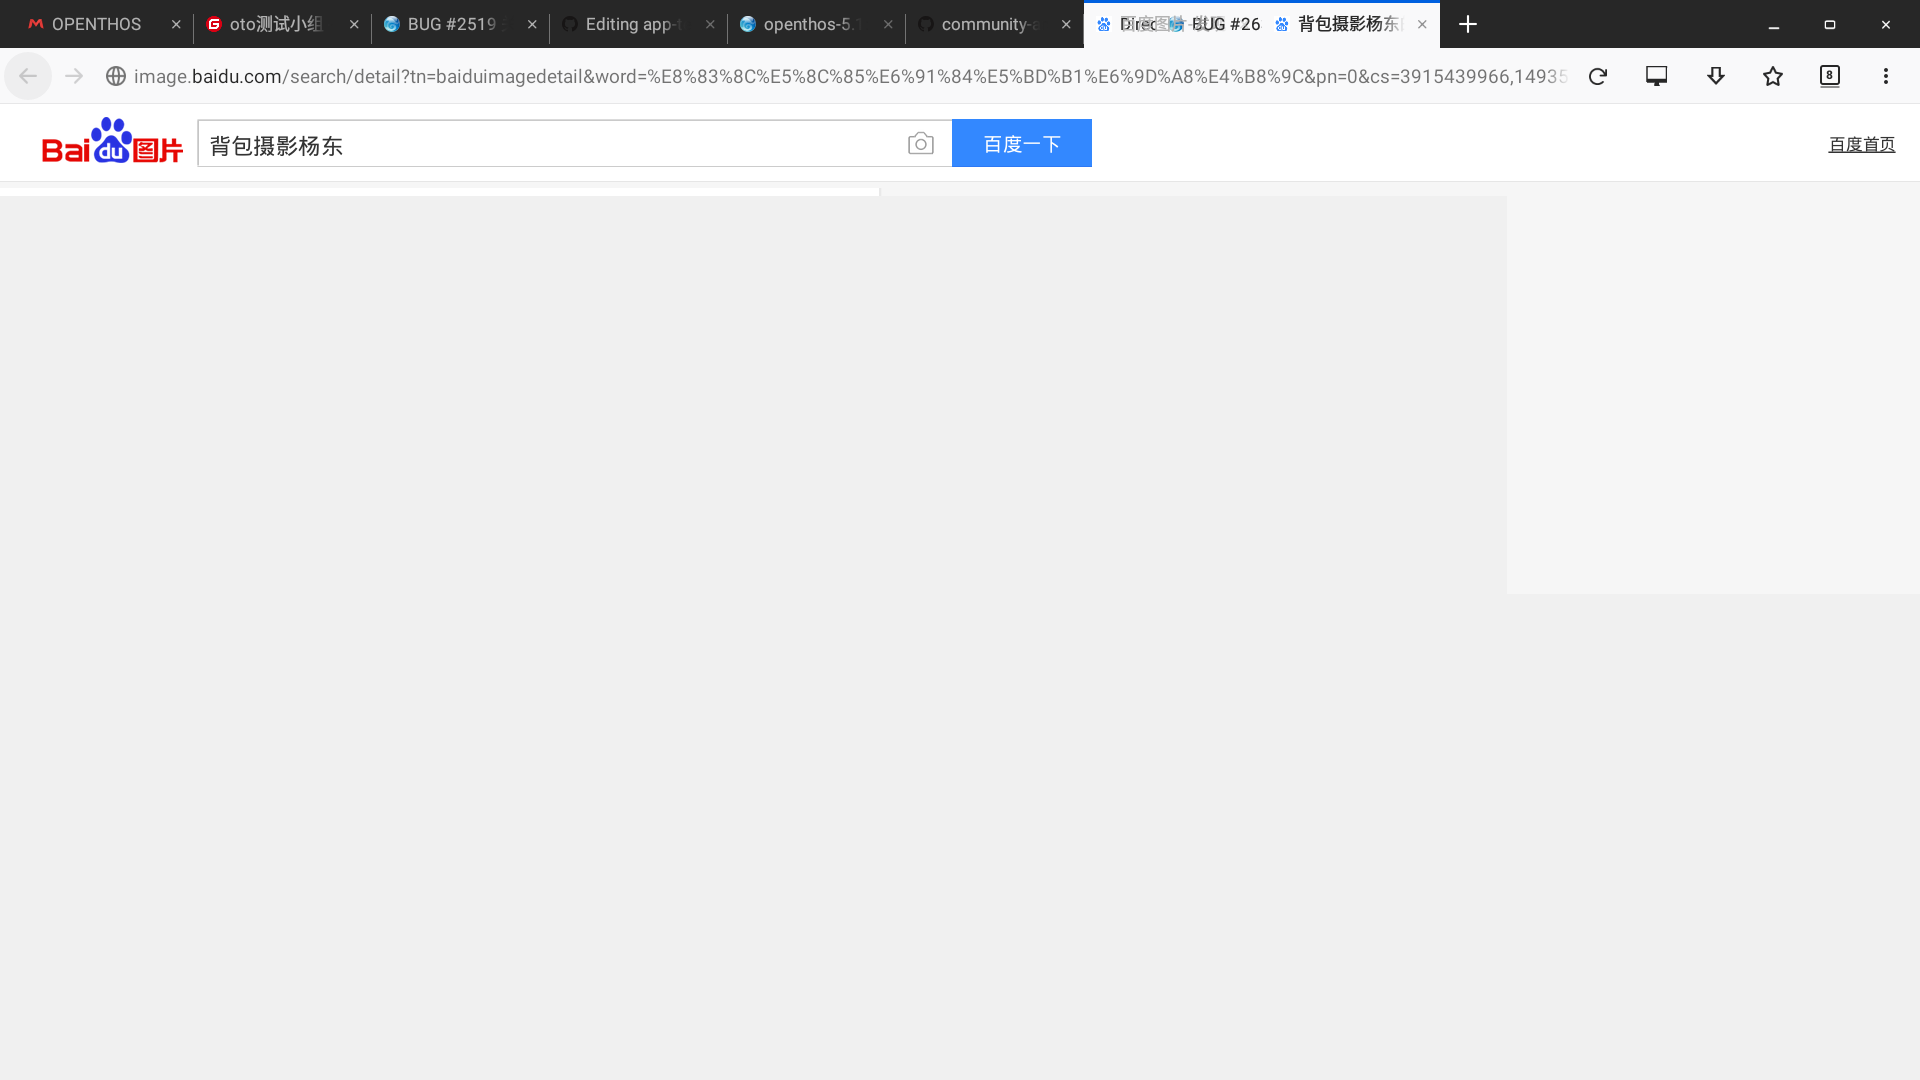 OPENTHOS
oto测试小组
BUG #2519
Editing app-t
openthos-5.1
community-a
BUG #26
背包摄影杨东
image.baidu.com/search/detail?tn=baiduimagedetail&word=%E8%83%8C%E5%8C%85%E6%91%84%E5%BD%B1%E6%9D%A8%E4%B8%9C&pn=0&cs=3915439966,14935
8
Bai du 图片
背包摄影杨东
百度一下
百度首页